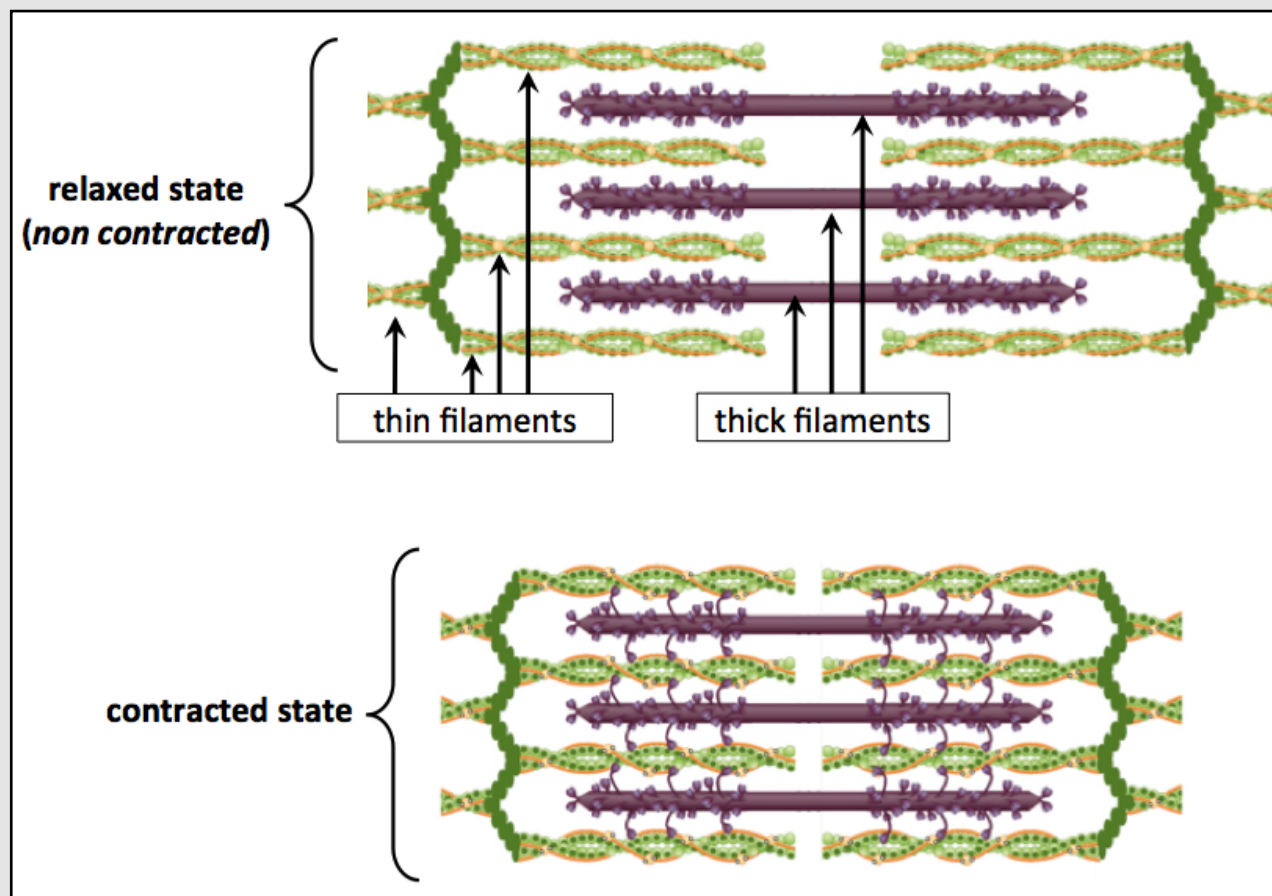 relaxed state
(non contracted)
thin filaments
thick filaments
contracted state